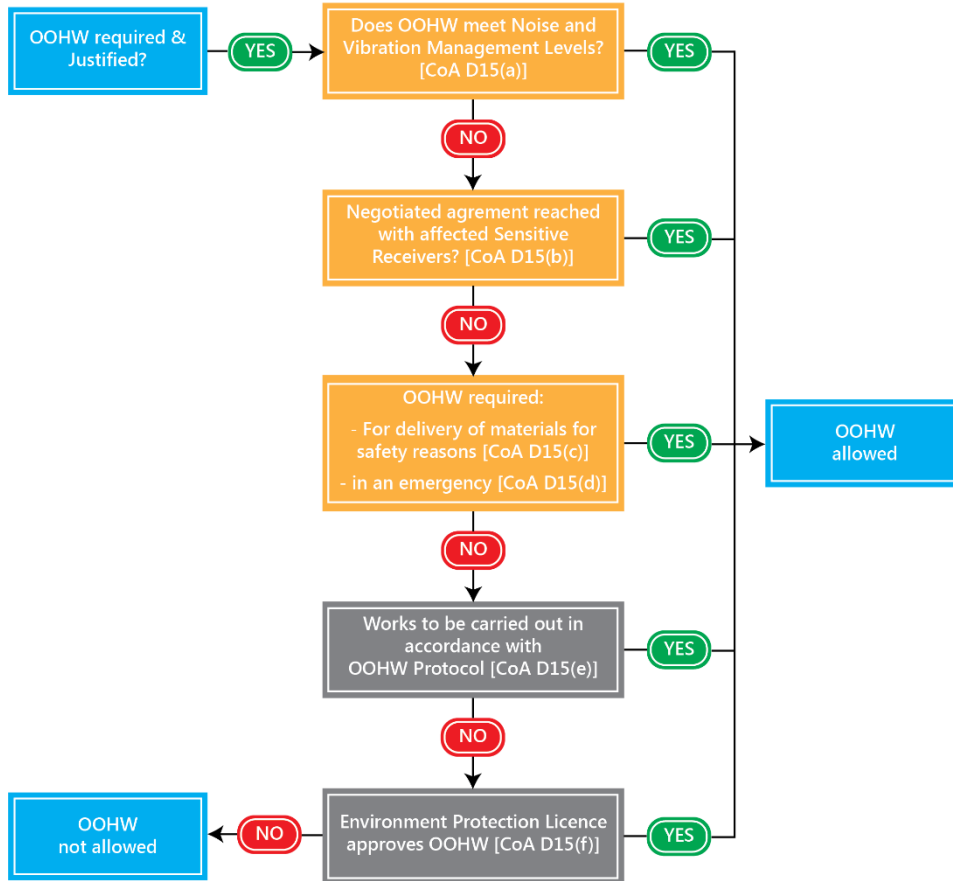 OOHW required &
Justified?
YES
Does OOHW meet Noise and
Vibration Management Levels?
[CoA D15(a)]
YES
NO
Negotiated agrement reached
with affected Sensitive
Receivers? [CoA D15(b)]
YES
NO
OOHW required:
- For delivery of materials for
safety reasons [CoA D15(c)]
- in an emergency [CoA D15(d)]
YES
OOHW
allowed
NO
Works to be carried out in
accordance with
OOHW Protocol [CoA D15(e)]
YES
NO
OOHW
not allowed
NO
Environment Protection Licence
approves OOHW [CoA D15(f)]
YES